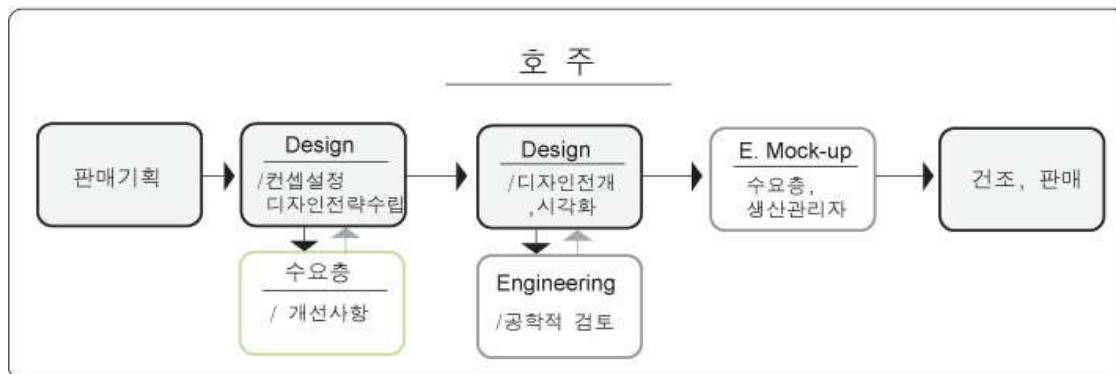 호 주
판매기획
Design
/컨셉설정
디자인전략수립
수요층
/ 개선사항
Design
/디자인전개
,시각화
Engineering
/공학적 검토
E. Mock-up
수요층,
생산관리자
건조, 판매